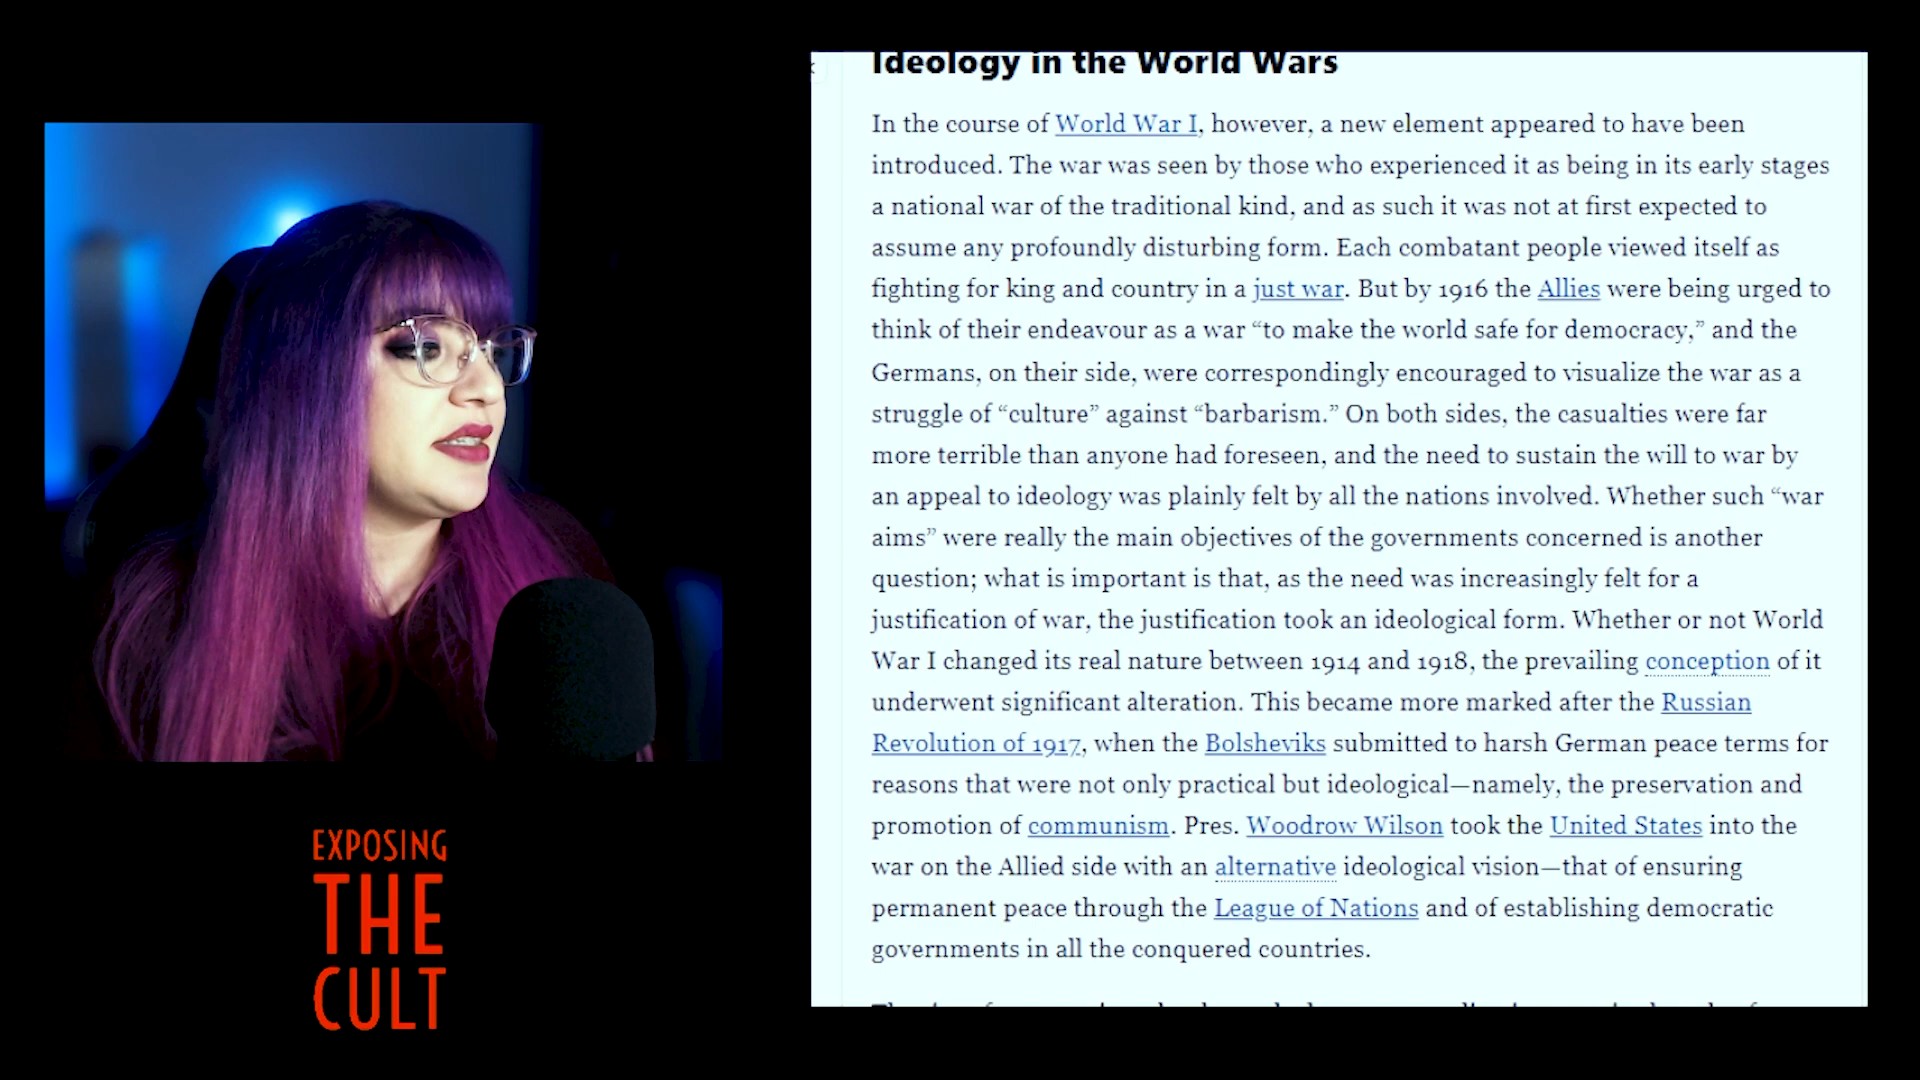 Ideology in the World Wars
In the course of World War I, however, a new element appeared to have been
introduced. The war was seen by those who experienced it as being in its early stages
a national war of the traditional kind, and as such it was not at first expected to
assume any profoundly disturbing form. Each combatant people viewed itself as
fighting for king and country in a just war. But by 1916 the Allies were being urged to
think of their endeavour as a war “to make the world safe for democracy,” and the
Germans, on their side, were correspondingly encouraged to visualize the war as a
struggle of “culture” against “barbarism.” On both sides, the casualties were far
more terrible than anyone had foreseen, and the need to sustain the will to war by
an appeal to ideology was plainly felt by all the nations involved. Whether such “war
aims” were really the main objectives of the governments concerned is another
question; what is important is that, as the need was increasingly felt for a
justification of war, the justification took an ideological form. Whether or not World
War I changed its real nature between 1914 and 1918, the prevailing conception of it
underwent significant alteration. This became more marked after the Russian
Revolution of 1917, when the Bolsheviks submitted to harsh German peace terms for
reasons that were not only practical but ideological—namely, the preservation and
promotion of communism. Pres. Woodrow Wilson took the United States into the
war on the Allied side with an alternative ideological vision—that of ensuring
permanent peace through the League of Nations and of establishing democratic
governments in all the conquered countries.
EXPOSING
THE
CULT